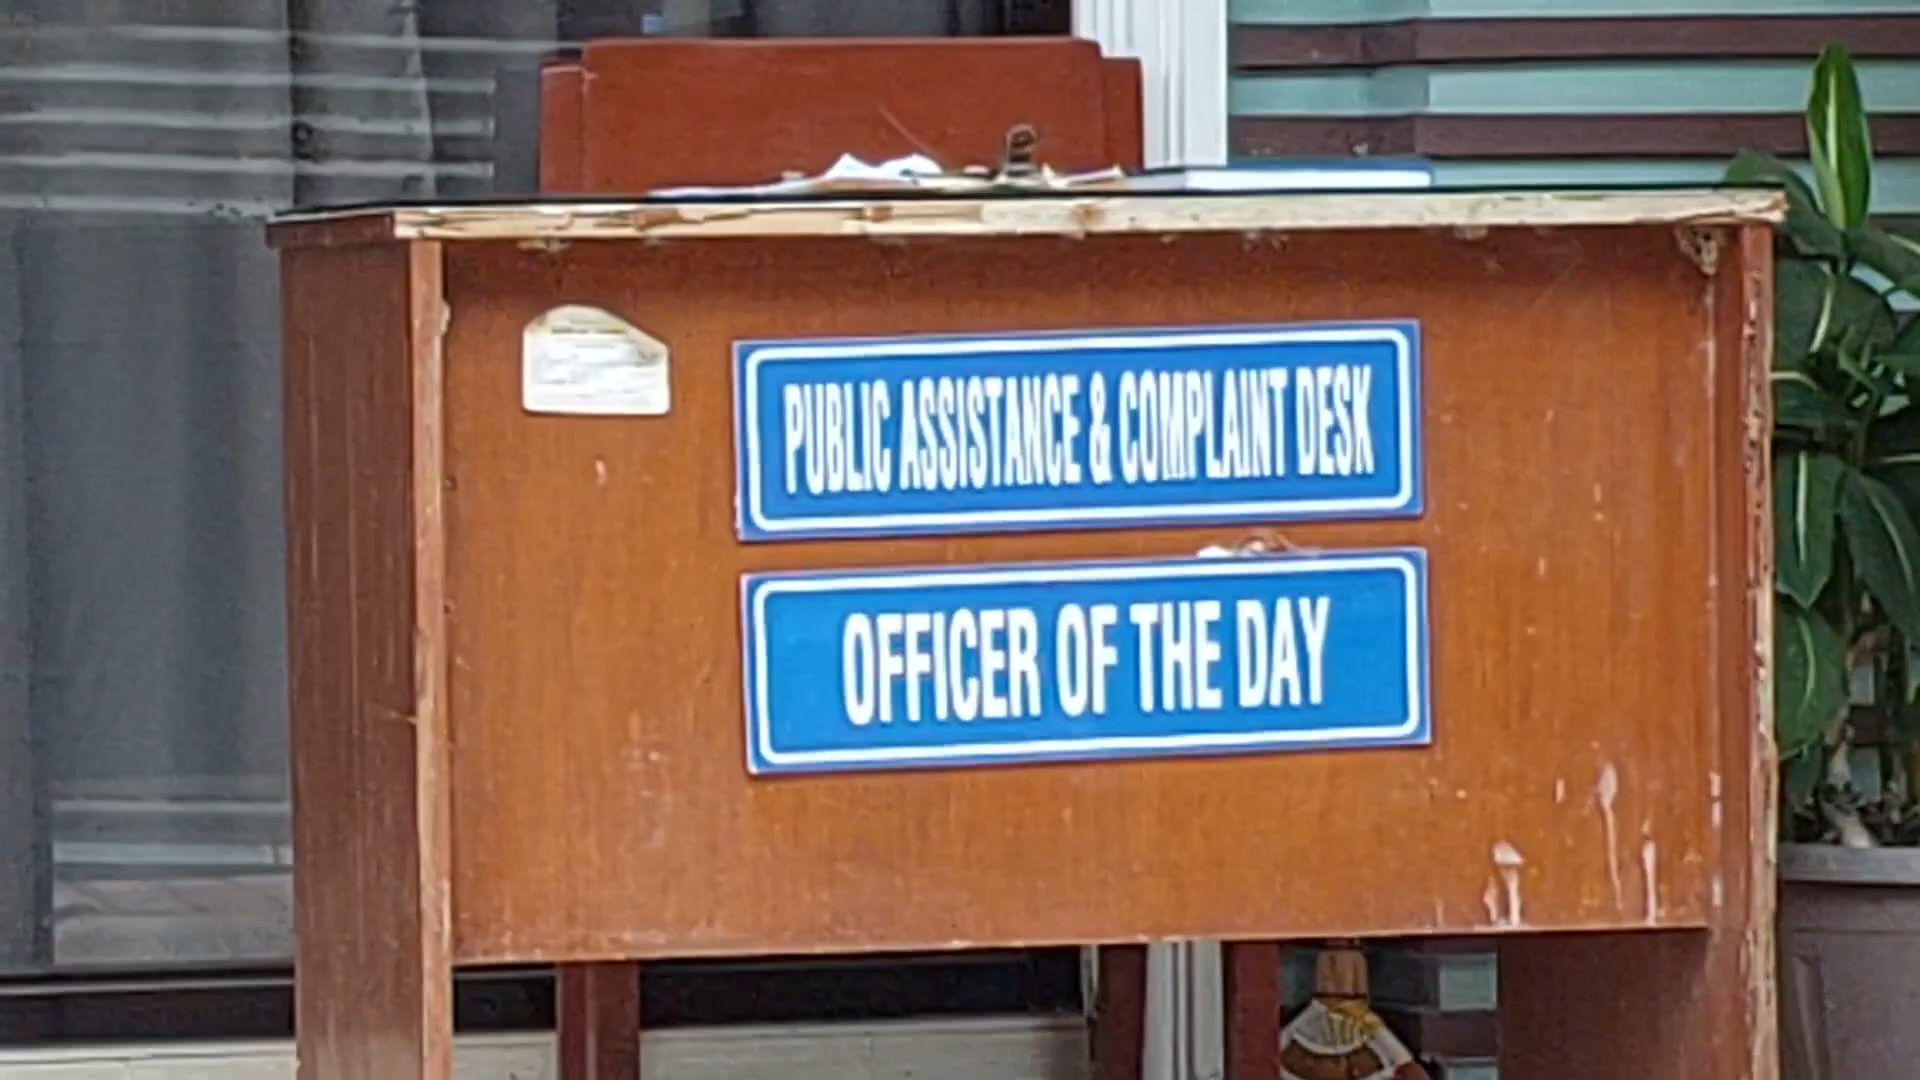 PUBLIC ASSISTANCE & COMPLAINT DESK
OFFICER OF THE DAY